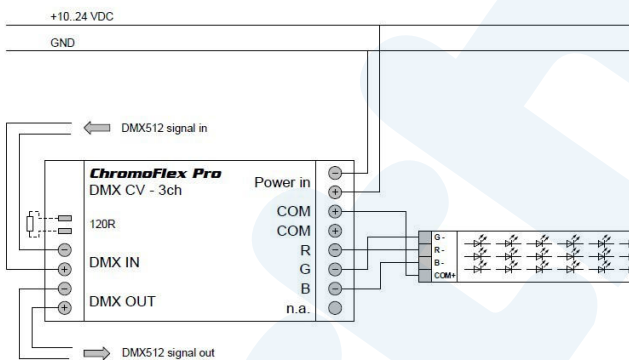 +10..24 VDC
GND
DMX512 signal in
ChromoFlex Pro
DMX CV - 3ch
Power in
120R
COM
COM
R
DMX IN
G
B
DMX OUT
n.a.
G -
R -
B -
COM+
DMX512 signal out